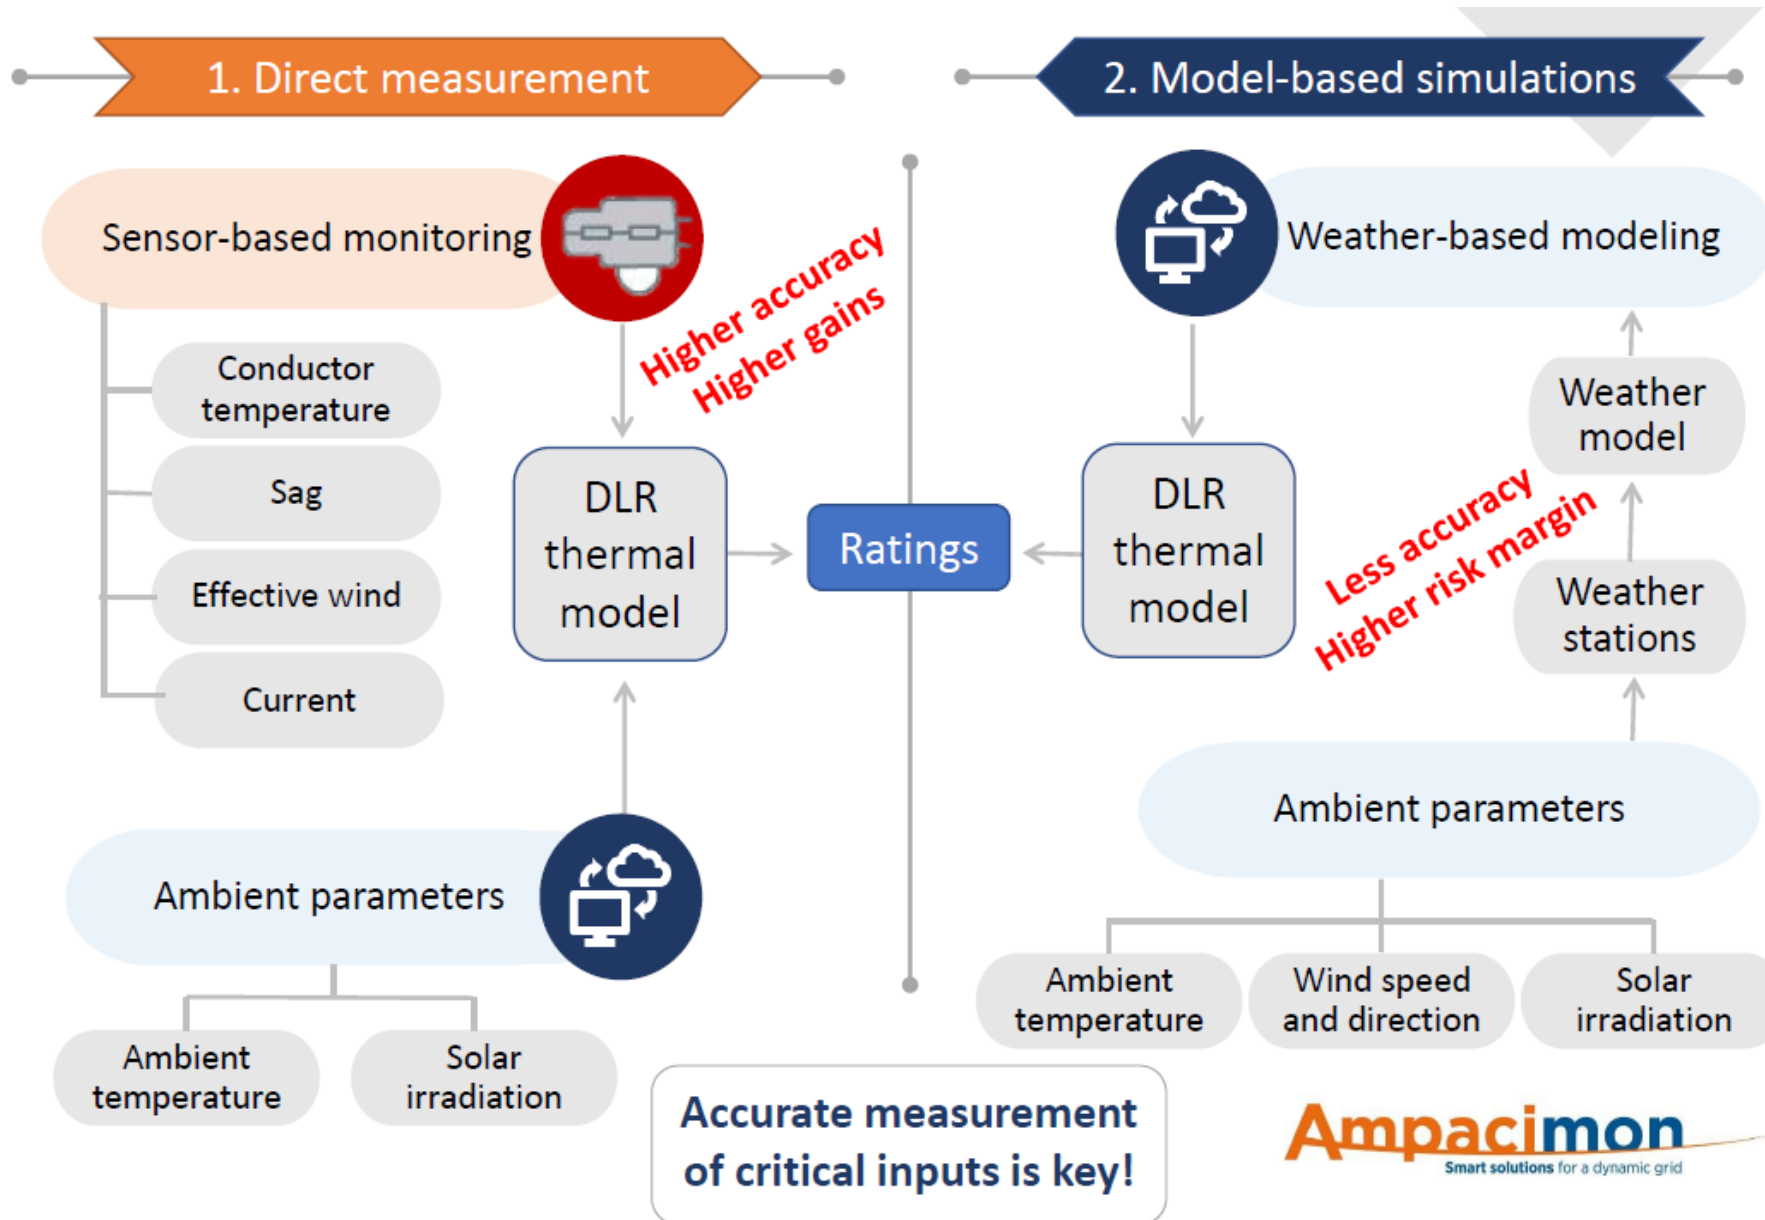 1. Direct measurement
Sensor-based monitoring
Conductor
temperature
Sag
Effective wind
Current
Higher accuracy
Higher gains
DLR
thermal
model
Ambient parameters
Ambient
temperature
Solar
irradiation
Ratings
2. Model-based simulations
Weather-based modeling
Weather
model
Weather
stations
DLR
thermal
model
Less accuracy
Higher risk margin
Ambient parameters
Ambient
temperature
Wind speed
and direction
Solar
irradiation
Accurate measurement
of critical inputs is key!
Ampacimon
Smart solutions for a dynamic grid